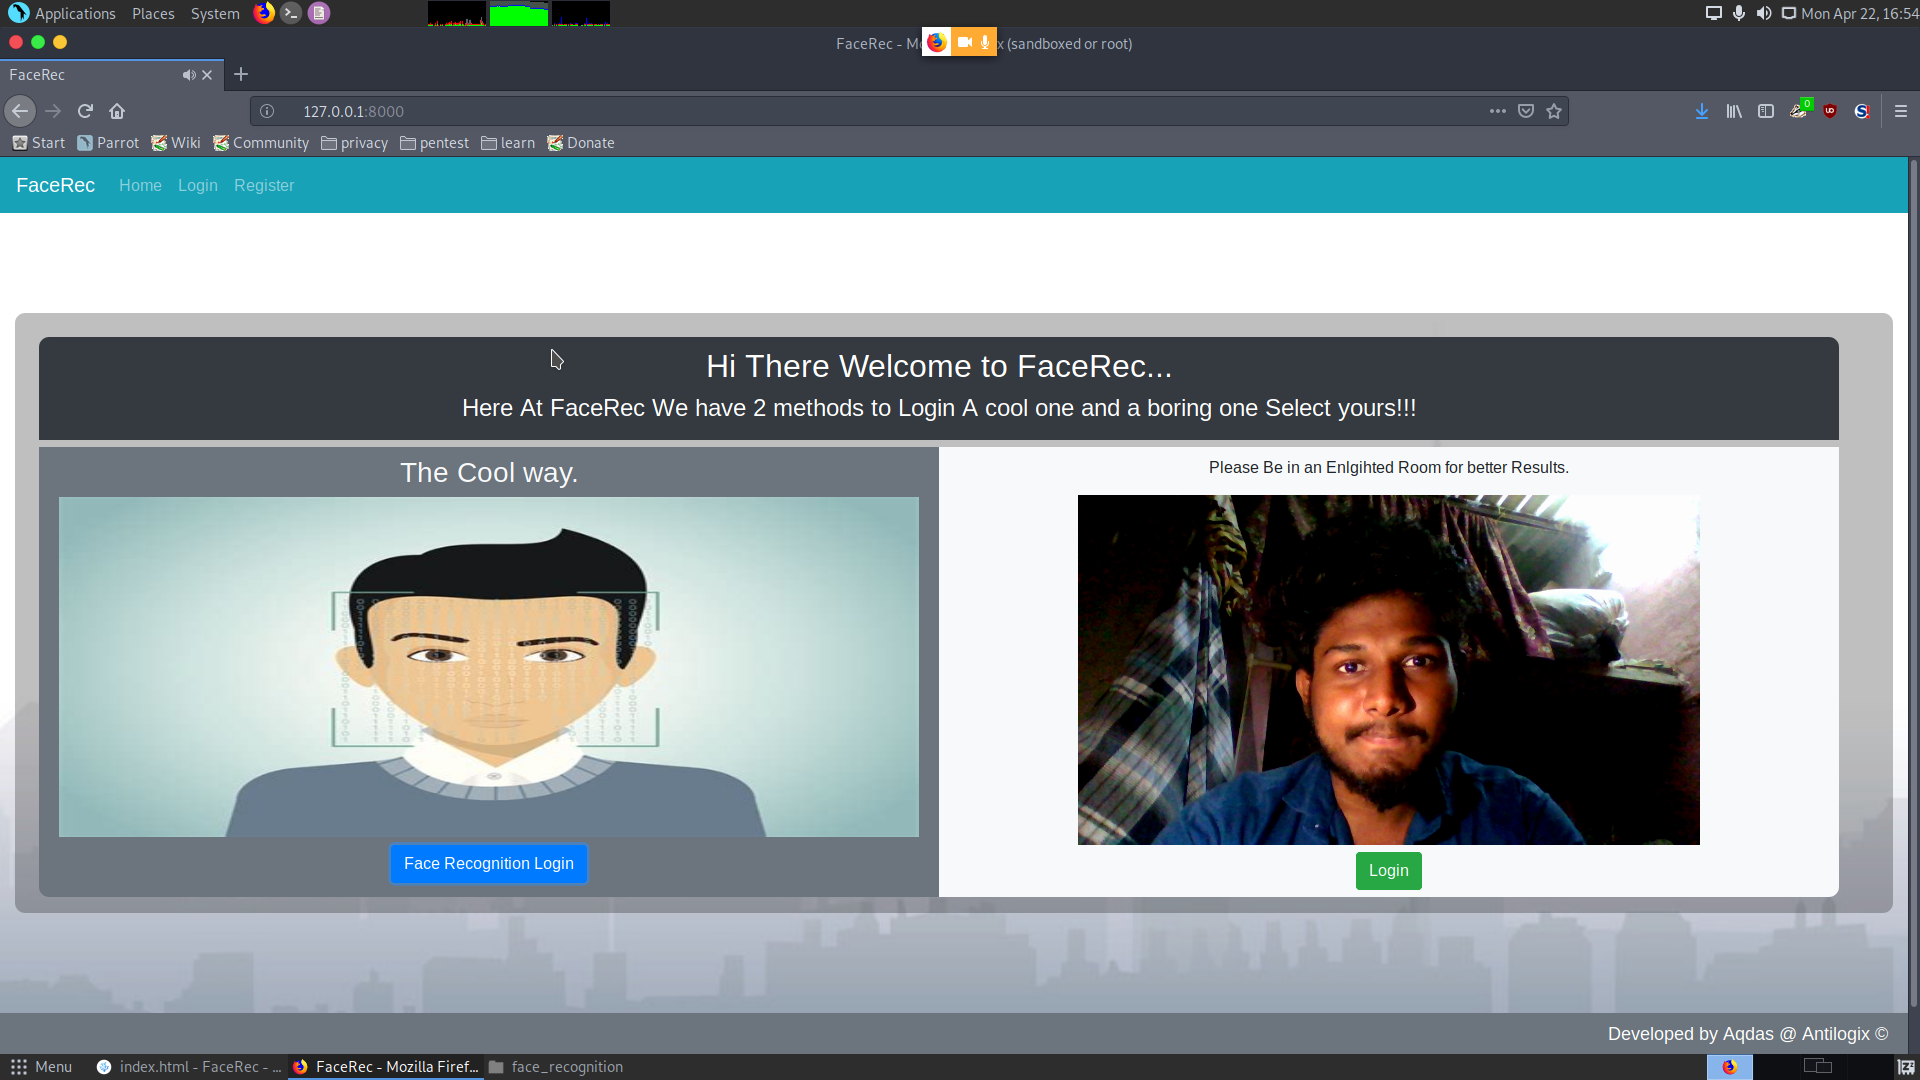 Applications Places System Mon Apr 22, 16:54
FaceRec - Mo x (sandboxed or root)
FaceRec
127.0.0.1:8000
0
Start Parrot Wiki Community privacy pentest learn Donate
FaceRec Home Login Register
Hi There Welcome to FaceRec...
Here At FaceRec We have 2 methods to Login A cool one and a boring one Select yours!!!
The Cool way.
Face Recognition Login
Please Be in an Enlgihted Room for better Results.
Login
Developed by Aqdas @ Antilogix ©
Menu index.html - FaceRec - ... FaceRec - Mozilla Firef... face_recognition